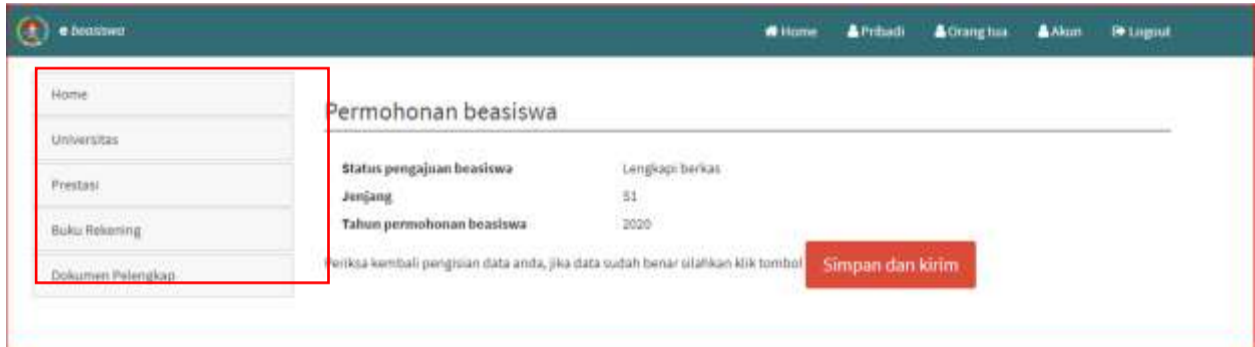 e beasiswa
Home Pribadi Orang tua Akun Logout
Home
Universitas
Prestasi
Buku Rekening
Dokumen Pelengkap
Permohonan beasiswa
Status pengajuan beasiswa Lengkapi berkas
Jenjang S1
Tahun permohonan beasiswa 2020
Periksa kembali pengisian data anda, jika data sudah benar silahkan klik tombol Simpan dan kirim